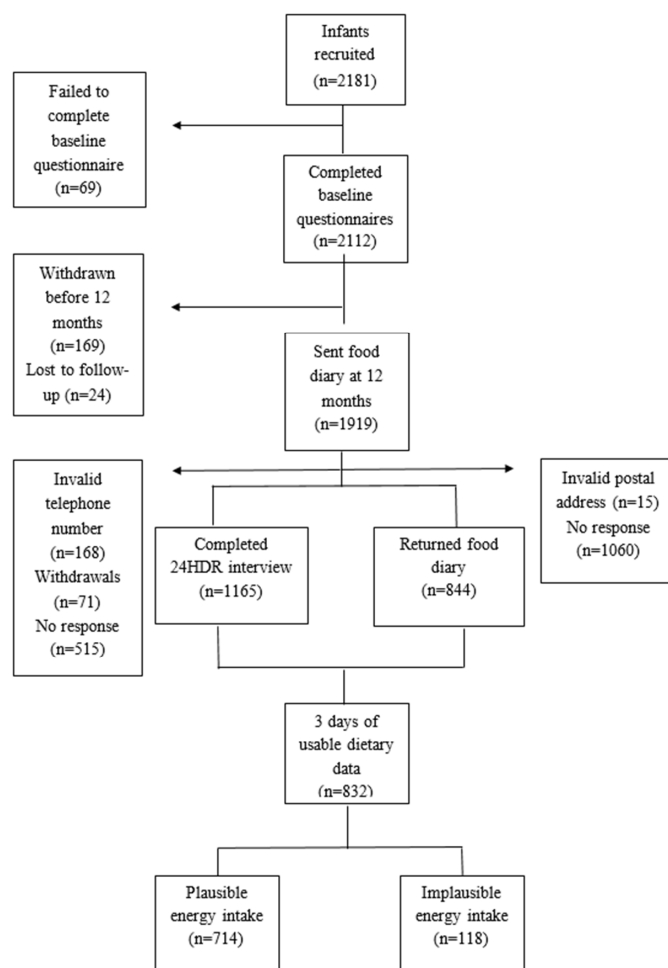 Infants
recruited
(n=2181)
Failed to
complete
baseline
questionnaire
(n=69)
Completed
baseline
questionnaires
(n=2112)
Withdrawn
before 12
months
(n=169)
Lost to follow-
up (n=24)
Sent food
diary at 12
months
(n=1919)
Invalid
telephone
number
(n=168)
Withdrawals
(n=71)
No response
(n=515)
Completed
24HDR interview
(n=1165)
Returned food
diary
(n=844)
Invalid postal
address (n=15)
No response
(n=1060)
3 days of
usable dietary
data
(n=832)
Plausible
energy intake
(n=714)
Implausible
energy intake
(n=118)